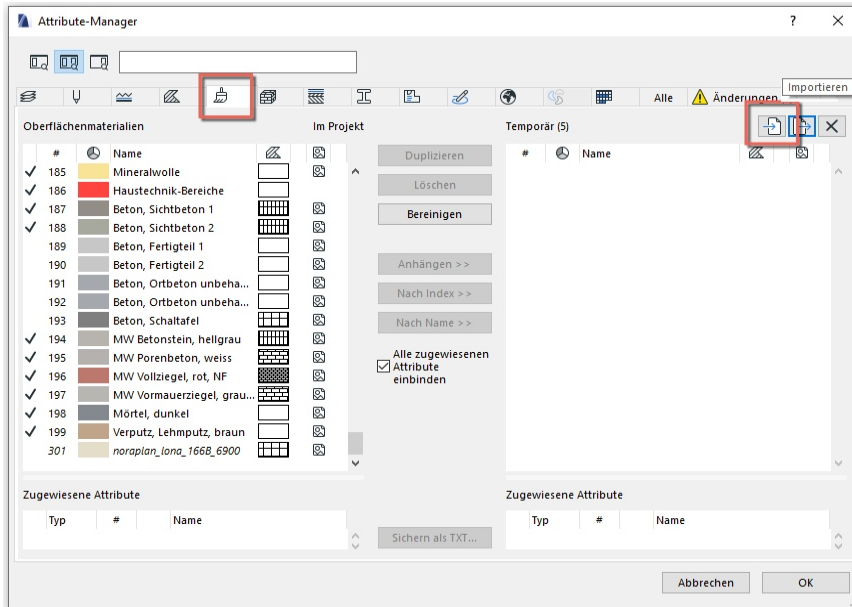 Attribute-Manager
Alle
Änderungen
Importieren
Oberflächenmaterialien
Im Projekt
# Name
185 Mineralwolle
186 Haustechnik-Bereiche
187 Beton, Sichtbeton 1
188 Beton, Sichtbeton 2
189 Beton, Fertigteil 1
190 Beton, Fertigteil 2
191 Beton, Ortbeton unbeha...
192 Beton, Ortbeton unbeha...
193 Beton, Schaltafel
194 MW Betonstein, hellgrau
195 MW Porenbeton, weiss
196 MW Vollziegel, rot, NF
197 MW Vormauerziegel, grau...
198 Mörtel, dunkel
199 Verputz, Lehmputz, braun
301 noraplan_lona_166B_6900
Zugewiesene Attribute
Typ # Name
Duplizieren
Löschen
Bereinigen
Anhängen >>
Nach Index >>
Nach Name >>
Alle zugewiesenen
Attribute
einbinden
Sichern als TXT...
Temporär (5)
# Name
Zugewiesene Attribute
Typ # Name
Abbrechen
OK